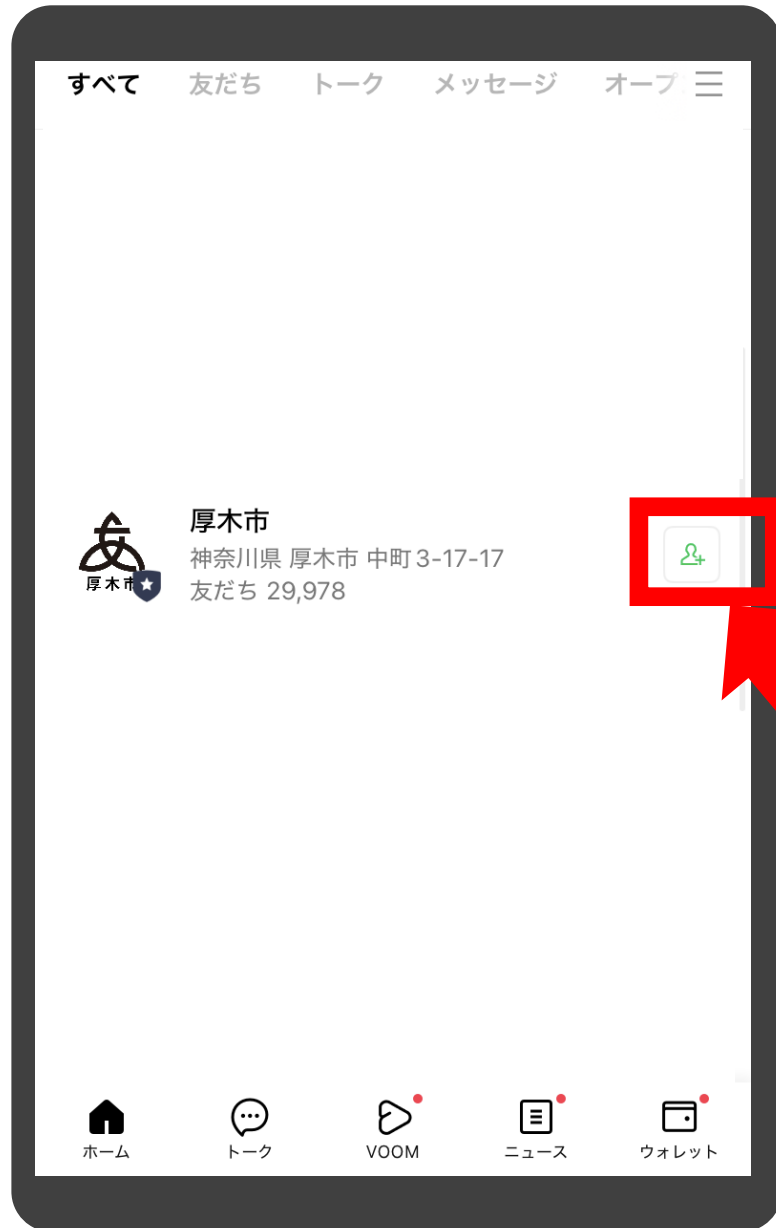 すべて 友だち トーク メッセージ オープ
厚木市
神奈川県 厚木市 中町3-17-17
友だち 29,978
厚木市
ホーム トーク VOOM ニュース ウォレット